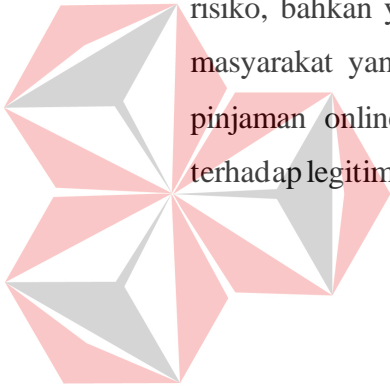 risiko, bahkan
masyarakat yan
pinjaman online
terhadap legitim